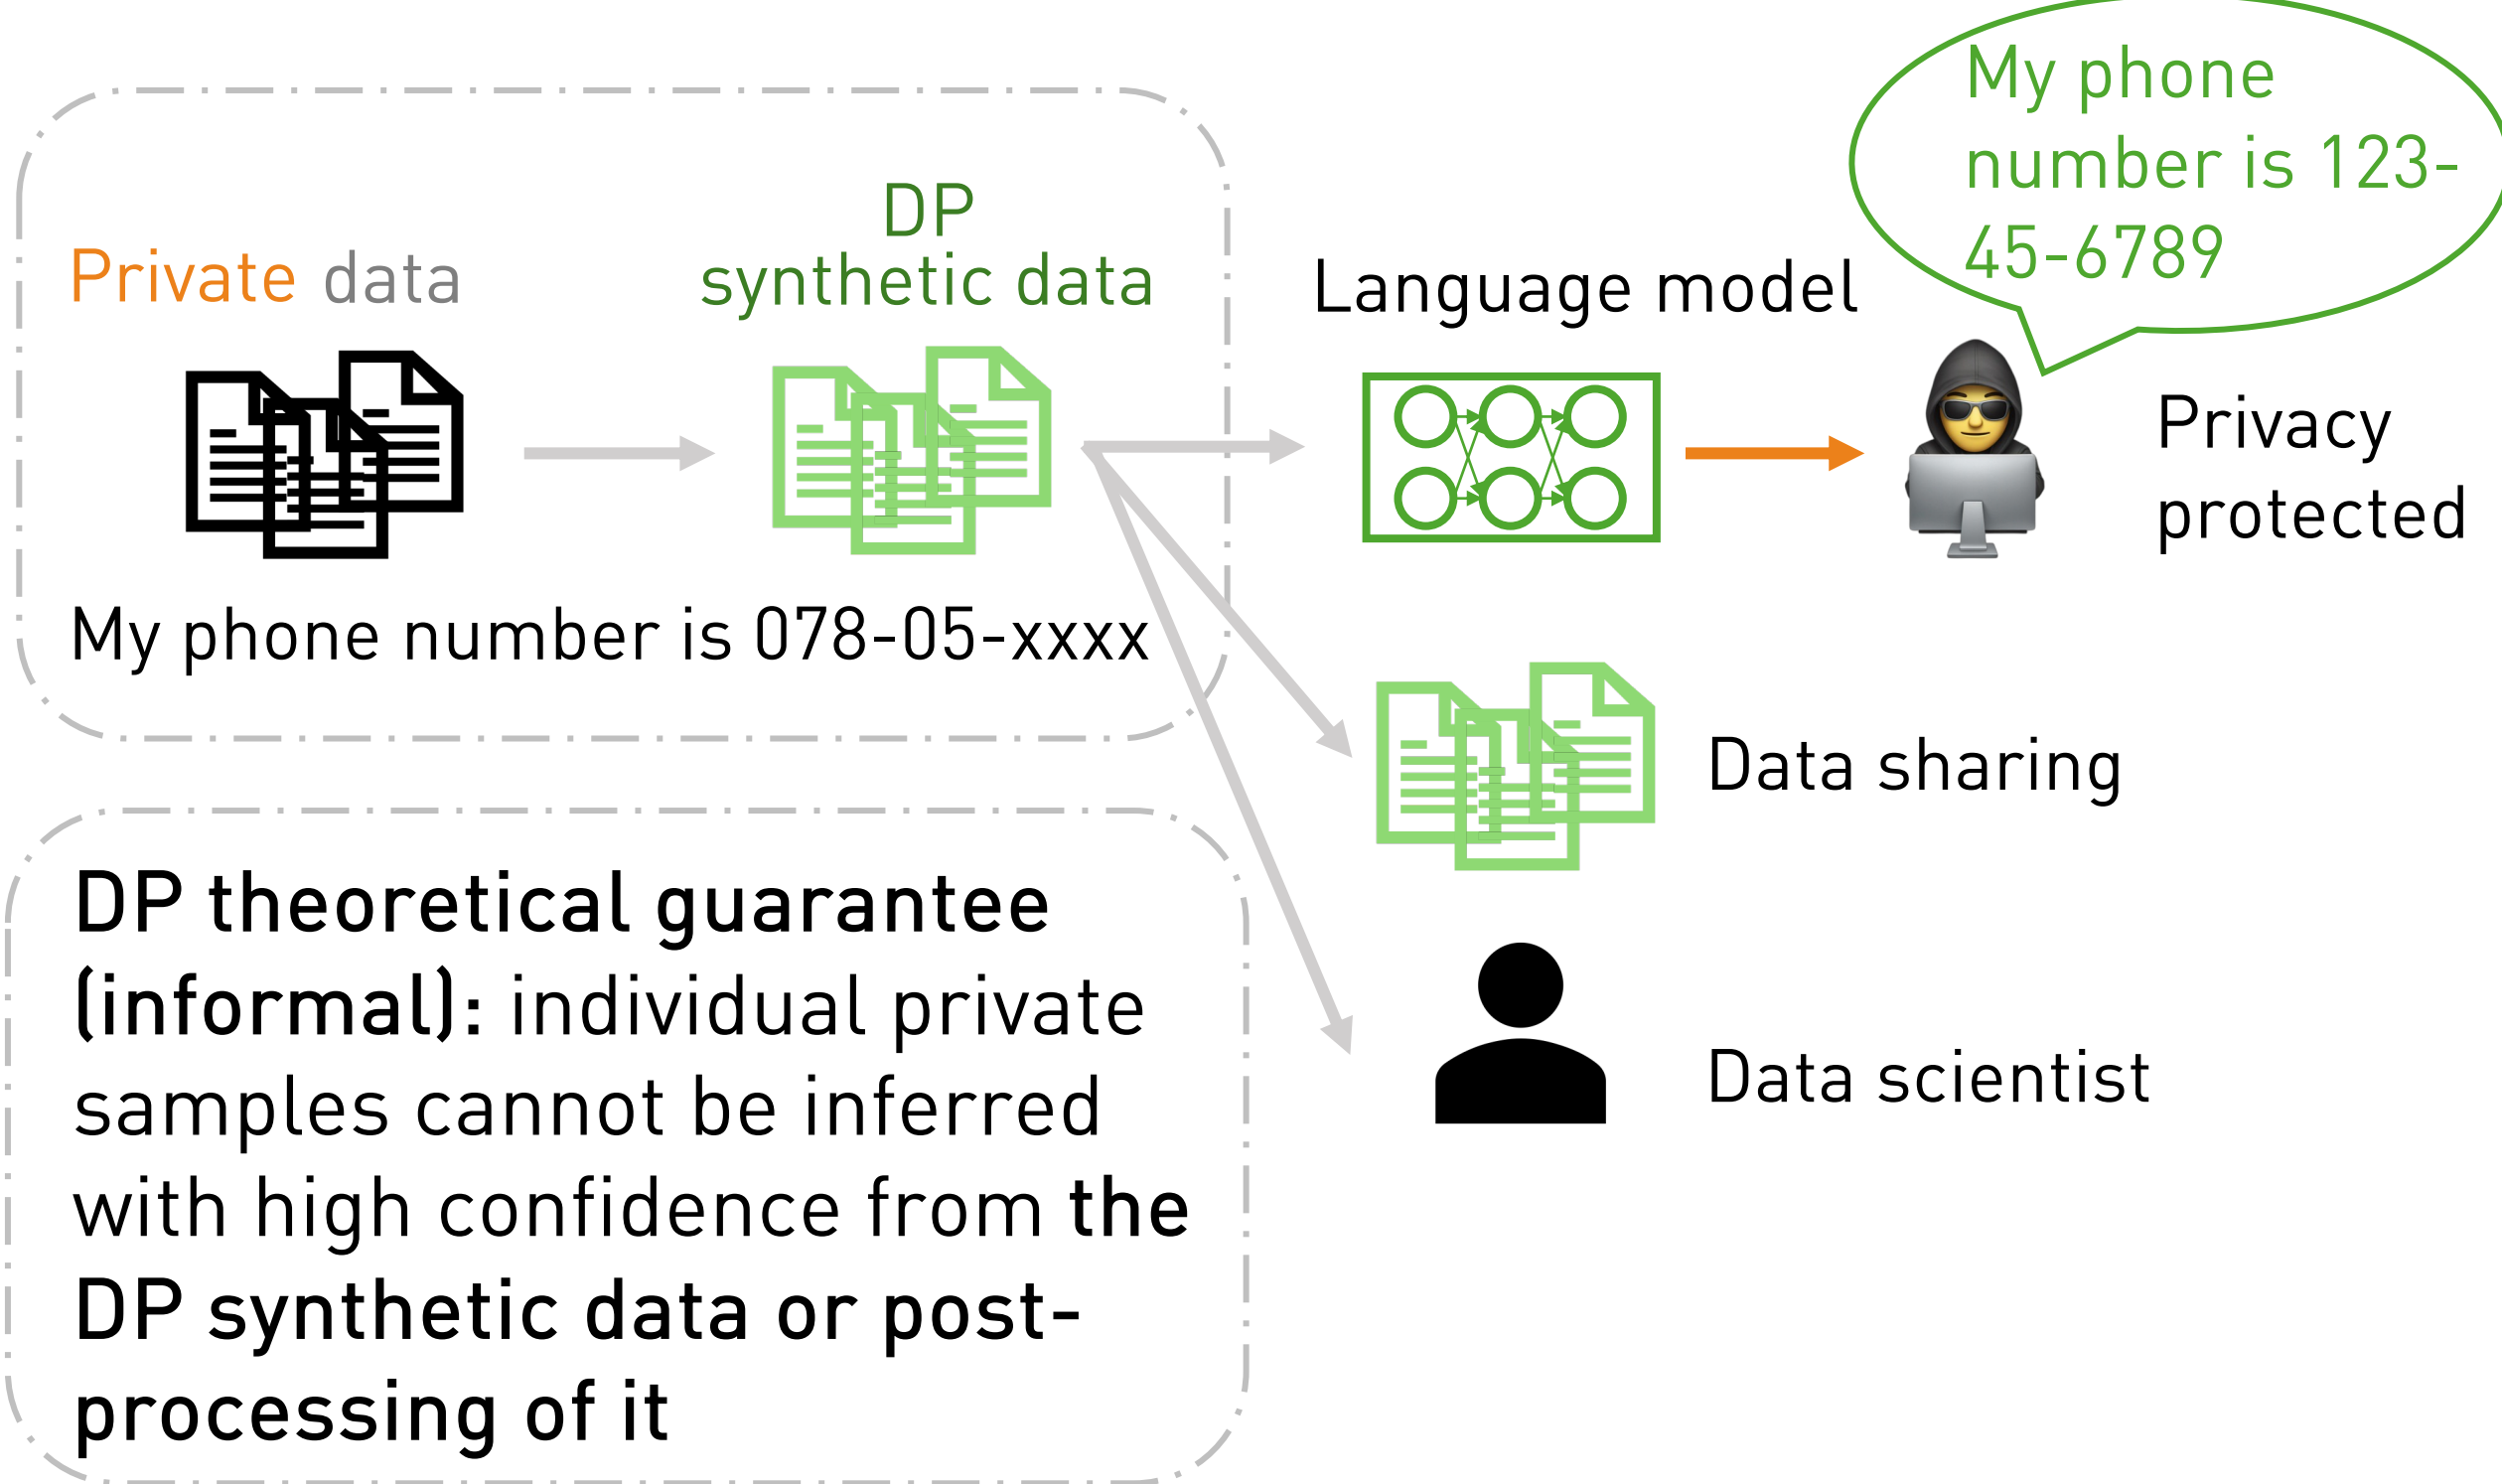 My phone
number is 123-
45-6789
Private data
DP
synthetic data
Language model
Privacy
protected
My phone number is 078-05-xxxx
Data sharing
DP theoretical guarantee
(informal): individual private
samples cannot be inferred
with high confidence from the
DP synthetic data or post-
processing of it
Data scientist